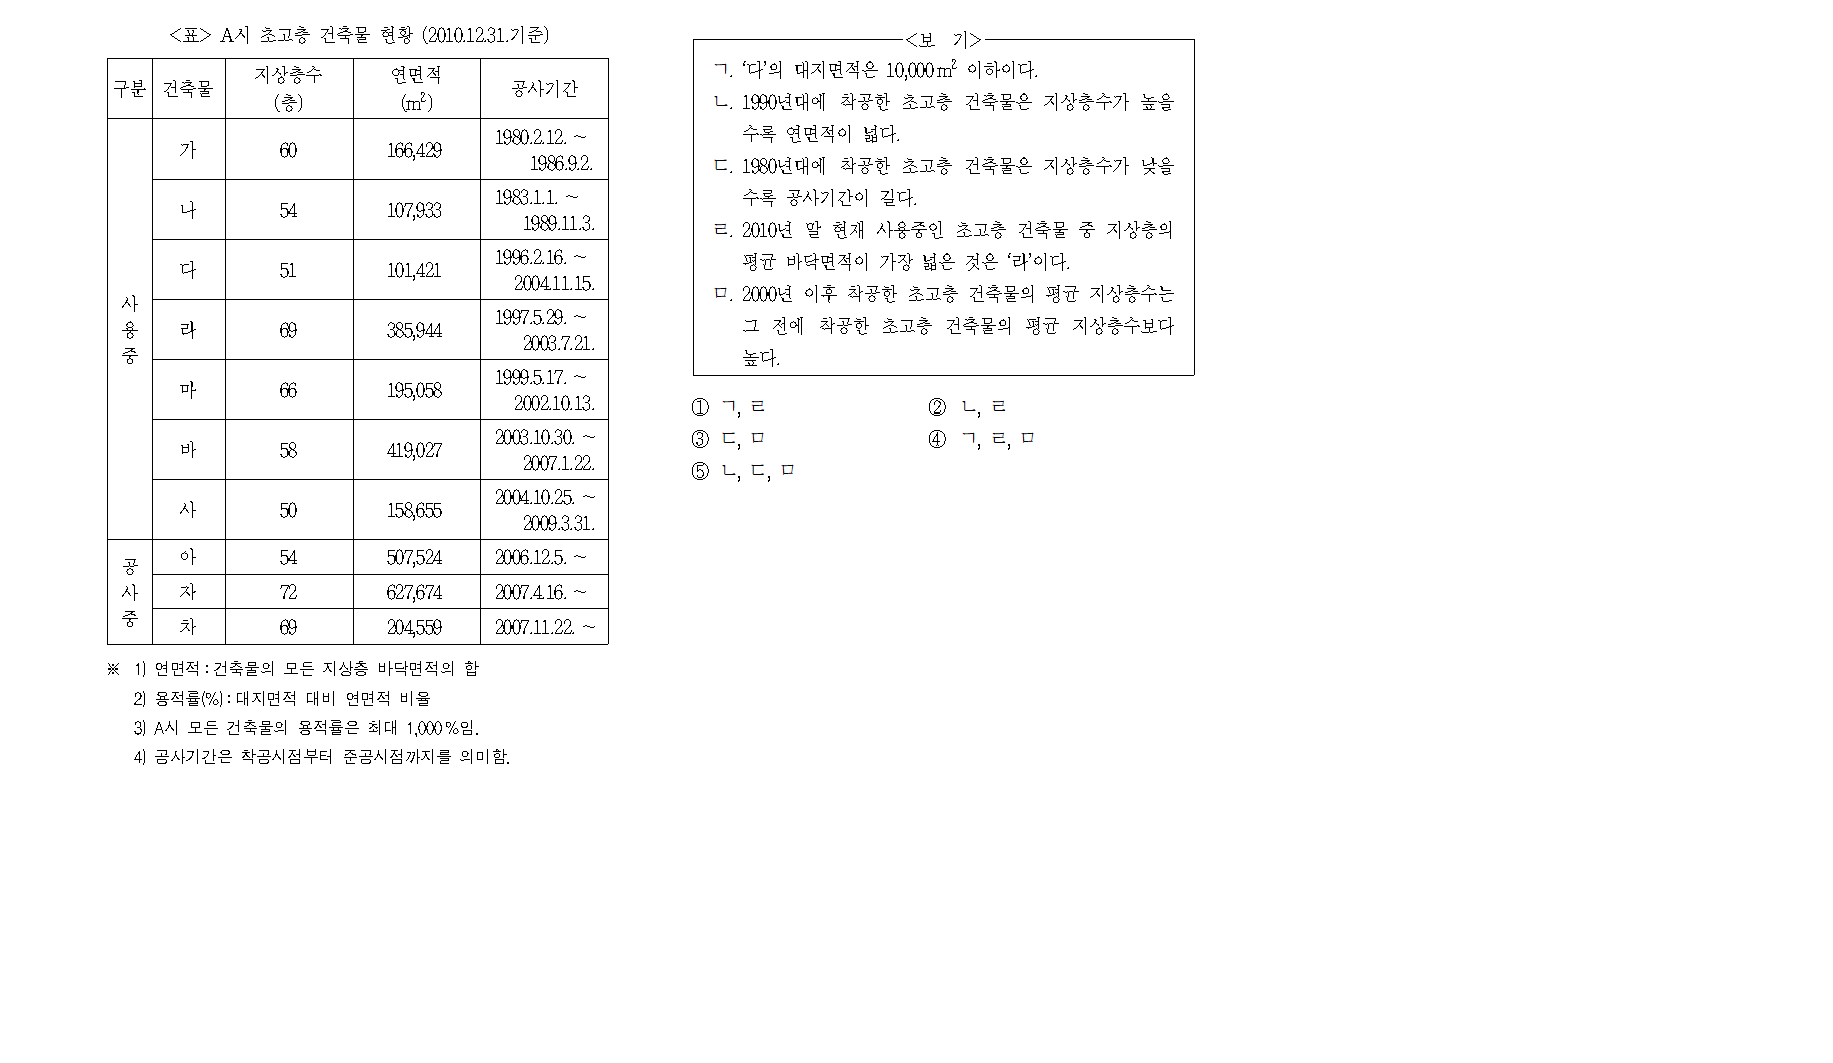 <표> A시 초고층 건축물 현황 (2010.12.31.기준)
구분 건축물 지상층수 (층) 연면적 (m²) 공사기간
사용중
가 60 166,429 1980.2.12. ~ 1986.9.2.
나 54 107,933 1983.1.1. ~ 1989.11.3.
다 51 101,421 1996.2.16. ~ 2004.11.15.
라 69 385,944 1997.5.29. ~ 2003.7.21.
마 66 195,058 1999.5.17. ~ 2002.10.13.
바 58 419,027 2003.10.30. ~ 2007.1.22.
사 50 158,655 2004.10.25. ~ 2009.3.31.
공사중
아 54 507,524 2006.12.5. ~
자 72 627,674 2007.4.16. ~
차 69 204,559 2007.11.22. ~
※ 1) 연면적 : 건축물의 모든 지상층 바닥면적의 합
2) 용적률(%) : 대지면적 대비 연면적 비율
3) A시 모든 건축물의 용적률은 최대 1,000%임.
4) 공사기간은 착공시점부터 준공시점까지를 의미함.
<보 기>
ㄱ. ‘다’의 대지면적은 10,000m² 이하이다.
ㄴ. 1990년대에 착공한 초고층 건축물은 지상층수가 높을
수록 연면적이 넓다.
ㄷ. 1980년대에 착공한 초고층 건축물은 지상층수가 낮을
수록 공사기간이 길다.
ㄹ. 2010년 말 현재 사용중인 초고층 건축물 중 지상층의
평균 바닥면적이 가장 넓은 것은 ‘라’이다.
ㅁ. 2000년 이후 착공한 초고층 건축물의 평균 지상층수는
그 전에 착공한 초고층 건축물의 평균 지상층수보다
높다.
① ㄱ, ㄹ ② ㄴ, ㄹ
③ ㄷ, ㅁ ④ ㄱ, ㄹ, ㅁ
⑤ ㄴ, ㄷ, ㅁ